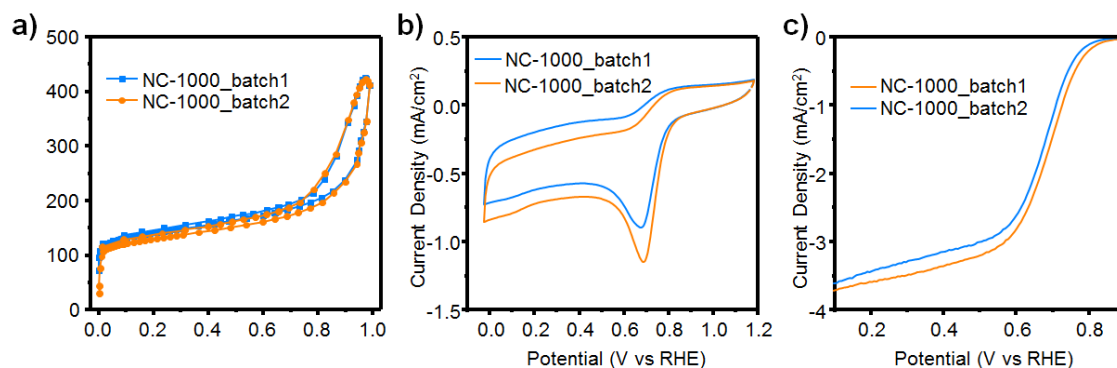 a)
500
400
300
200
100
0
0.0 0.2 0.4 0.6 0.8 1.0
NC-1000_batch1
NC-1000_batch2
b)
Current Density (mA/cm²)
0.5
0.0
-0.5
-1.0
-1.5
0.0 0.2 0.4 0.6 0.8 1.0 1.2
Potential (V vs RHE)
NC-1000_batch1
NC-1000_batch2
c)
Current Density (mA/cm²)
0
-1
-2
-3
-4
0.2 0.4 0.6 0.8
Potential (V vs RHE)
NC-1000_batch1
NC-1000_batch2